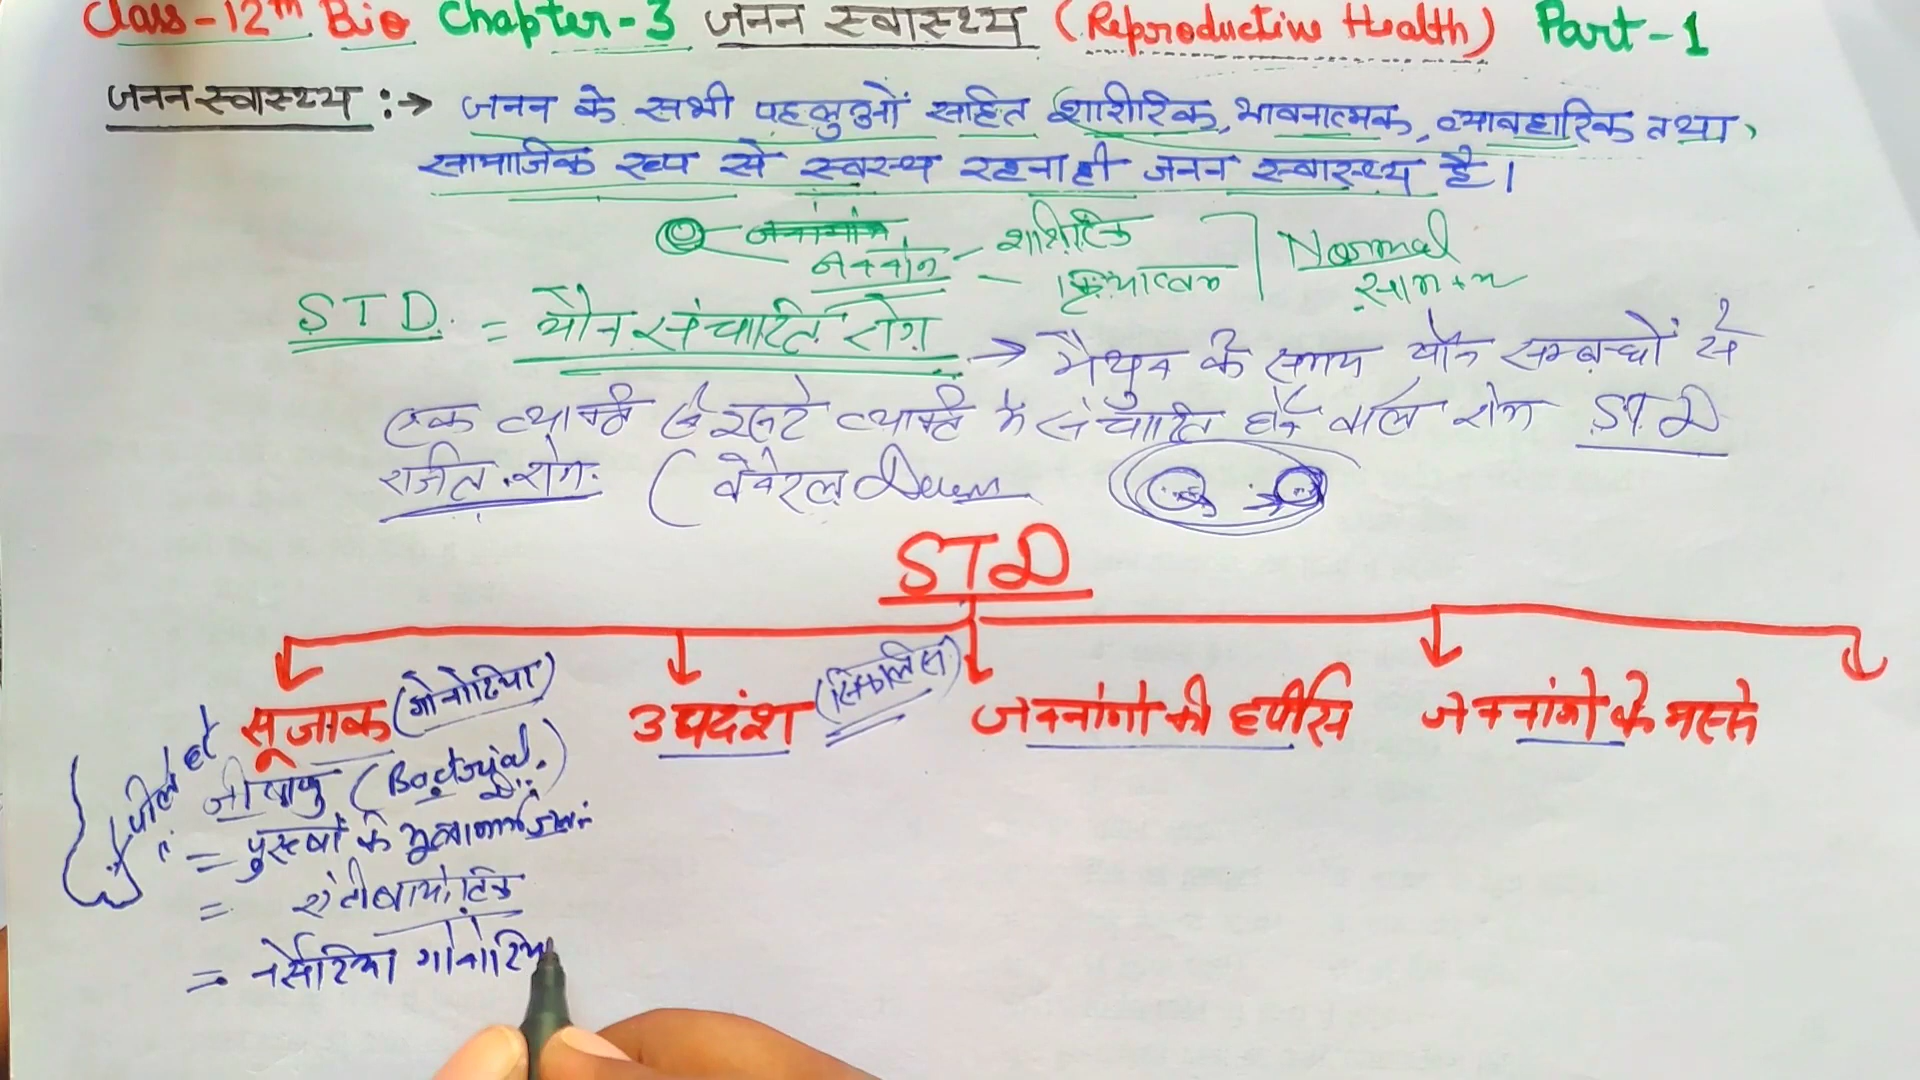 Class-12th Bio Chapter-3 जनन स्वास्थ्य (Reproductive Health) Part-1
जनन स्वास्थ्य :→ जनन के सभी पहलुओं सहित शारीरिक, भावनात्मक, व्यावहारिक तथा,
सामाजिक रूप से स्वस्थ रहना ही जनन स्वास्थ्य है।
शारीरिक
Normal
STD. = यौन संचारित रोग → मैथुन के समय यौन सम्बन्धों से
एक व्यक्ति से दूसरे व्यक्ति में संचारित होने वाले रोग STD
रतिज रोग. (वेनेरल
STD
सूजाक (गोनोरिया) उपदंश (सिफलिस) जननांगो की हर्पीस जननांगो के मस्से
जीवाणु (Bacterial.)
= पुरुषों के मूत्रमार्ग
= एंटीबायोटिक
= नेसेरिया गोनोरिया